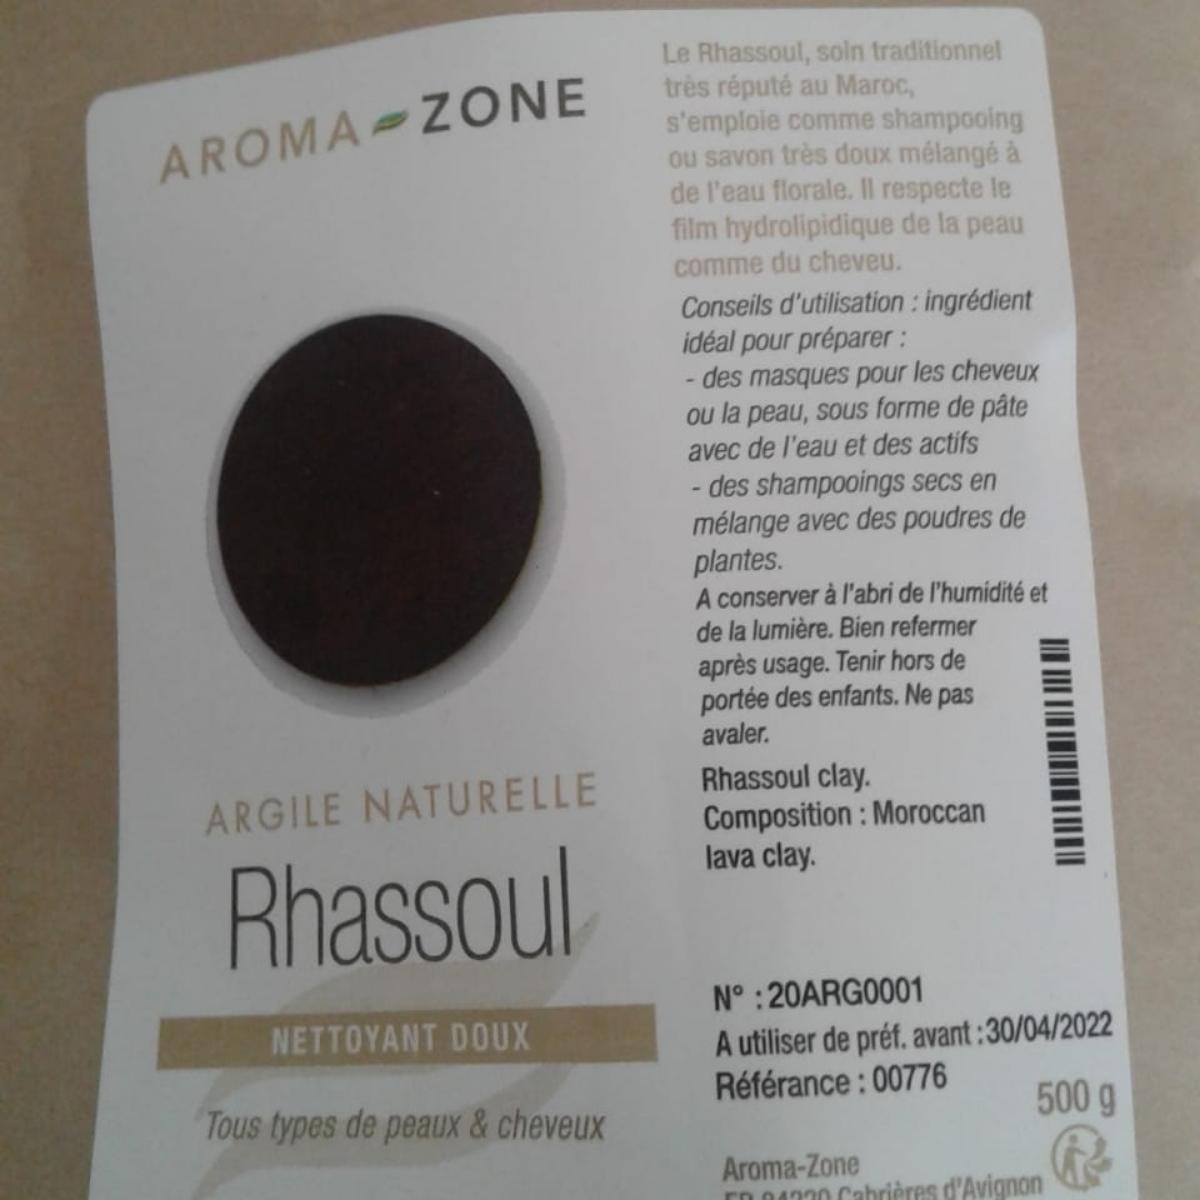 AROMA ZONE
ARGILE NATURELLE
Rhassoul
NETTOYANT DOUX
Tous types de peaux & cheveux
Le Rhassoul, soin traditionnel
très réputé au Maroc,
s'emploie comme shampooing
ou savon très doux mélangé à
de l'eau florale. Il respecte le
film hydrolipidique de la peau
comme du cheveu.
Conseils d'utilisation : ingrédient
idéal pour préparer :
- des masques pour les cheveux
ou la peau, sous forme de pâte
avec de l'eau et des actifs
- des shampooings secs en
mélange avec des poudres de
plantes.
A conserver à l'abri de l'humidité et
de la lumière. Bien refermer
après usage. Tenir hors de
portée des enfants. Ne pas
avaler.
Rhassoul clay.
Composition : Moroccan
lava clay.
N° : 20ARG0001
A utiliser de préf. avant : 30/04/2022
Référance : 00776
500 g
Aroma-Zone
FR 84220 Cabrières d'Avignon